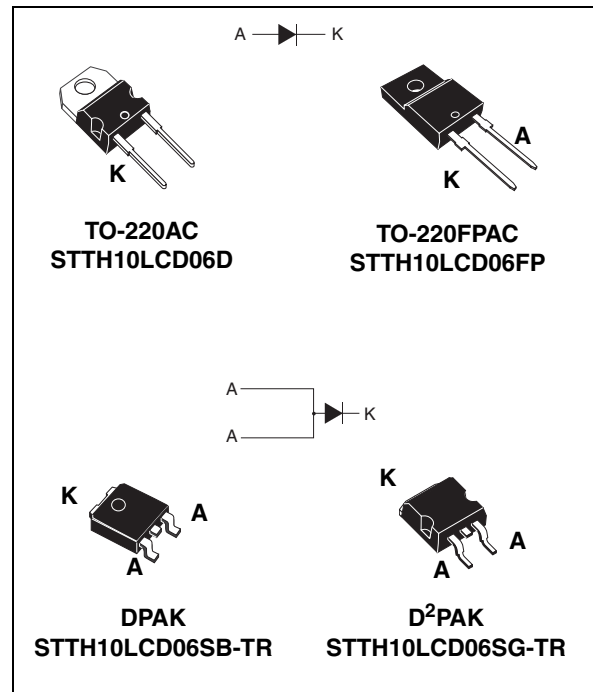 A K
K
A
K
TO-220AC
STTH10LCD06D
TO-220FPAC
STTH10LCD06FP
A
K
A
K
A
A
K
A
A
DPAK
STTH10LCD06SB-TR
D²PAK
STTH10LCD06SG-TR